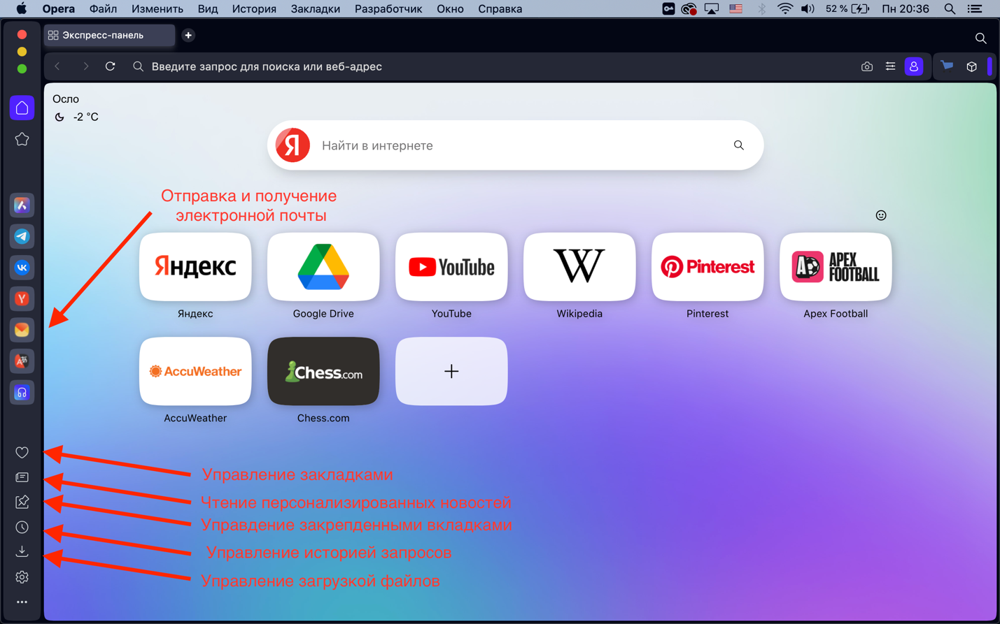 Opera Файл Изменить Вид История Закладки Разработчик Окно Справка 52 % Пн 20:36
Экспресс-панель
Введите запрос для поиска или веб-адрес
Осло
-2 °C
Я Найти в интернете
Отправка и получение
электронной почты
Яндекс YouTube W Pinterest APEX
FOOTBALL
Яндекс Google Drive YouTube Wikipedia Pinterest Apex Football
AccuWeather Chess.com
AccuWeather Chess.com
Управление закладками
Чтение персонализированных новостей
Управдение закрепденными вкладками
Управление историей запросов
Управление загрузкой файлов